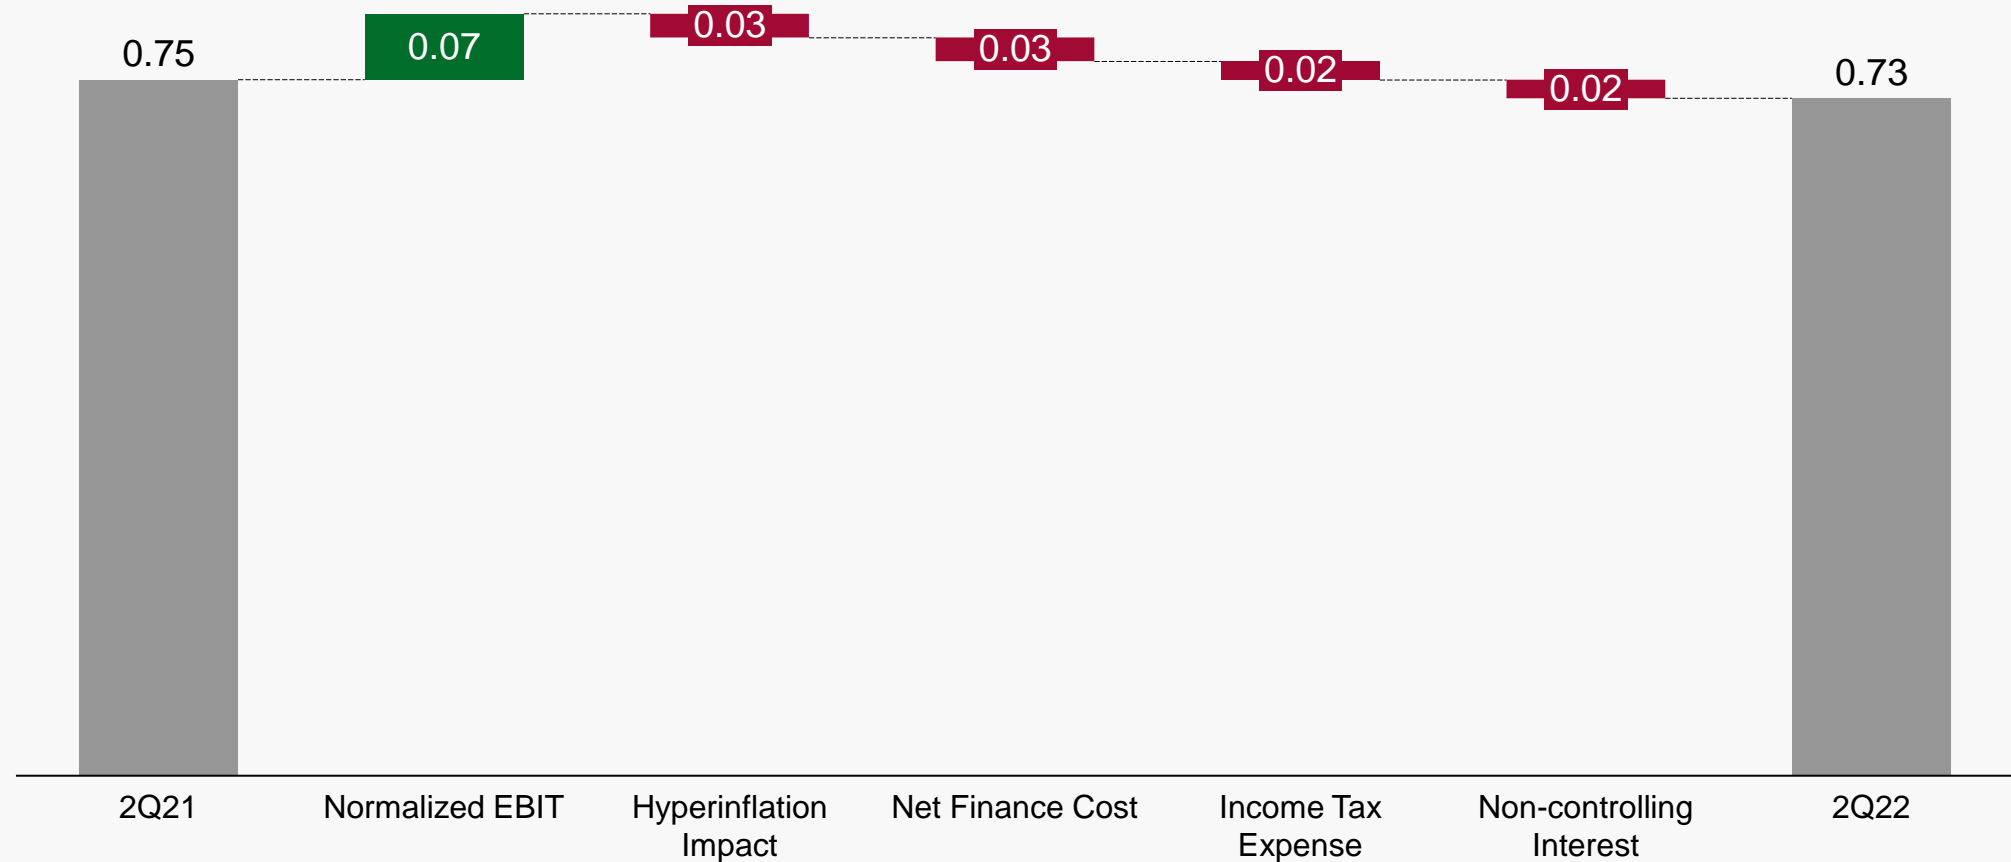 0.75
0.07
0.03
0.03
0.02
0.02
0.73
2Q21
Normalized EBIT
Hyperinflation
Impact
Net Finance Cost
Income Tax
Expense
Non-controlling
Interest
2Q22